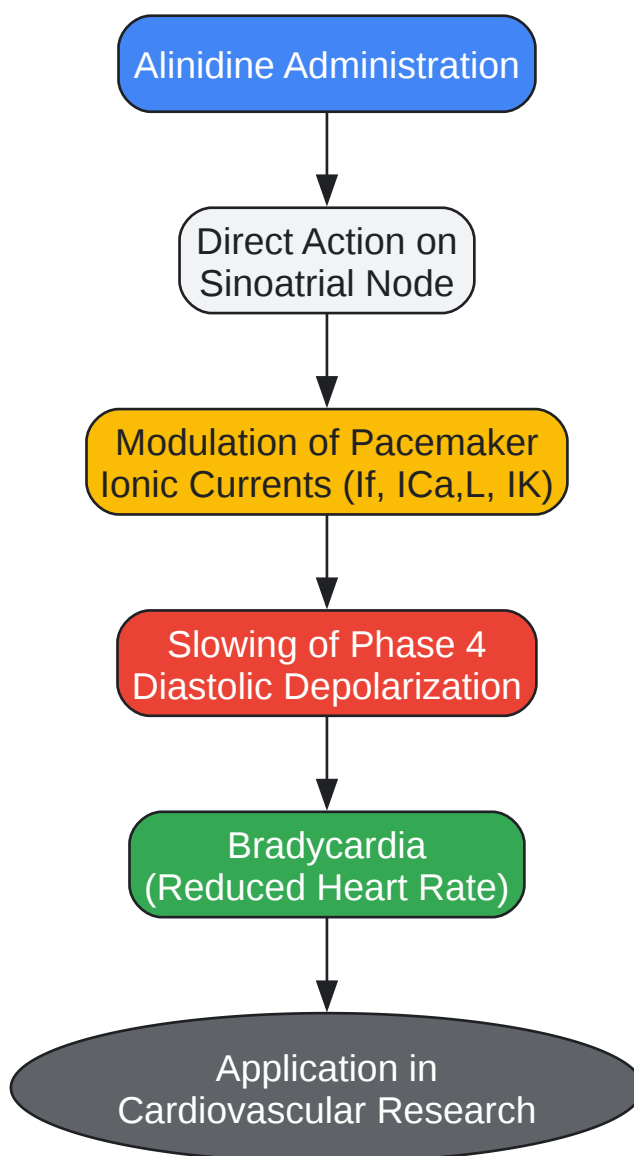 Alinidine Administration
Direct Action on
Sinoatrial Node
Modulation of Pacemaker
Ionic Currents (If, ICa,L, IK)
Slowing of Phase 4
Diastolic Depolarization
Bradycardia
(Reduced Heart Rate)
Application in
Cardiovascular Research